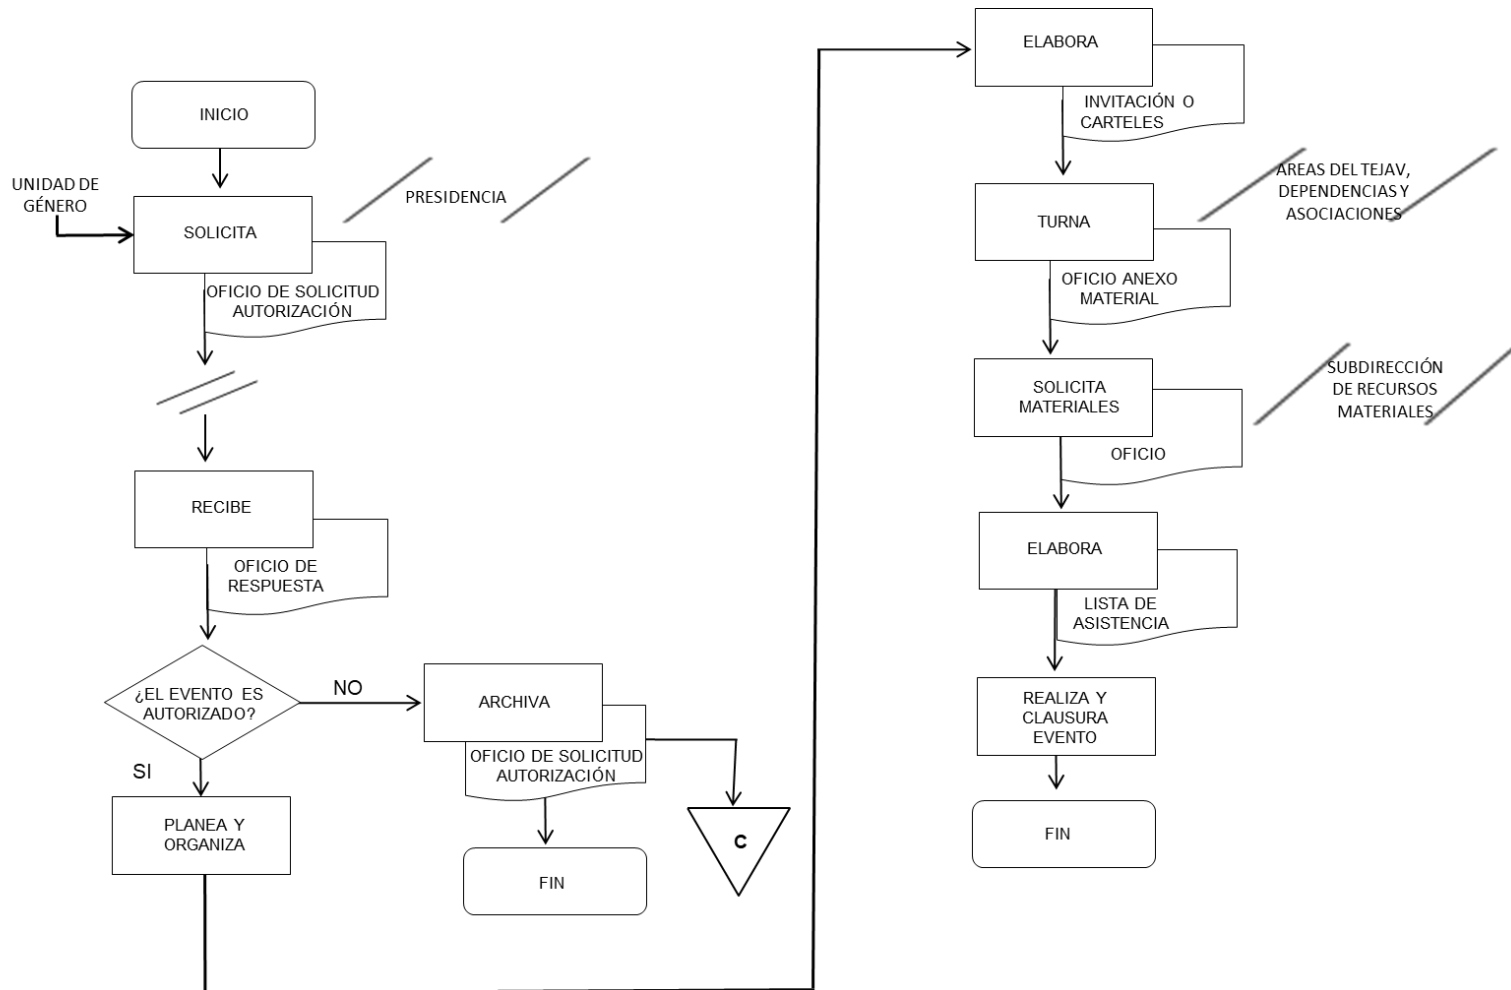 INICIO
UNIDAD DE
GÉNERO
SOLICITA
PRESIDENCIA
OFICIO DE SOLICITUD
AUTORIZACIÓN
RECIBE
OFICIO DE
RESPUESTA
¿EL EVENTO ES
AUTORIZADO?
NO
SI
ARCHIVA
OFICIO DE SOLICITUD
AUTORIZACIÓN
C
FIN
PLANEA Y
ORGANIZA
ELABORA
INVITACIÓN O
CARTELES
TURNA
AREAS DEL TEJAV,
DEPENDENCIAS Y
ASOCIACIONES
OFICIO ANEXO
MATERIAL
SOLICITA
MATERIALES
SUBDIRECCIÓN
DE RECURSOS
MATERIALES
OFICIO
ELABORA
LISTA DE
ASISTENCIA
REALIZA Y
CLAUSURA
EVENTO
FIN